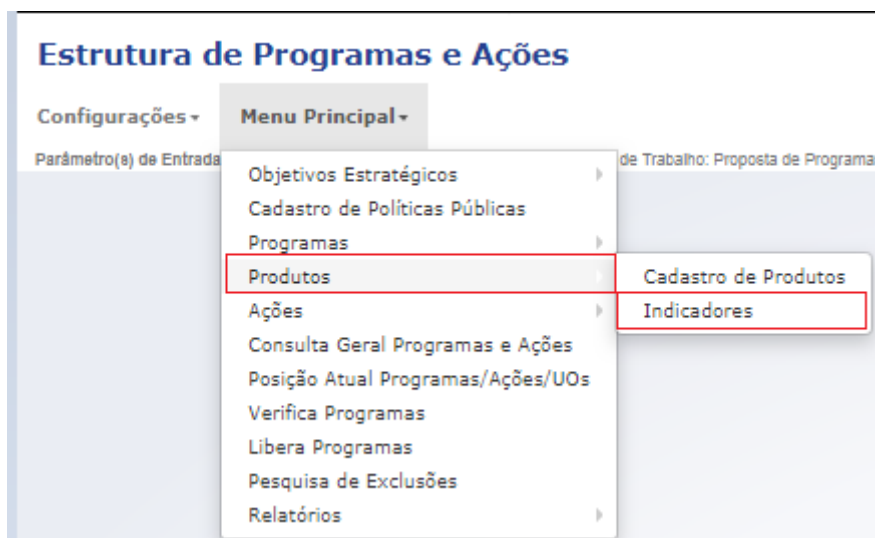 Estrutura de Programas e Ações
Configurações Menu Principal
Parâmetro(s) de Entrada de Trabalho: Proposta de Programa
Objetivos Estratégicos
Cadastro de Políticas Públicas
Programas
Produtos Cadastro de Produtos
Ações Indicadores
Consulta Geral Programas e Ações
Posição Atual Programas/Ações/UOs
Verifica Programas
Libera Programas
Pesquisa de Exclusões
Relatórios